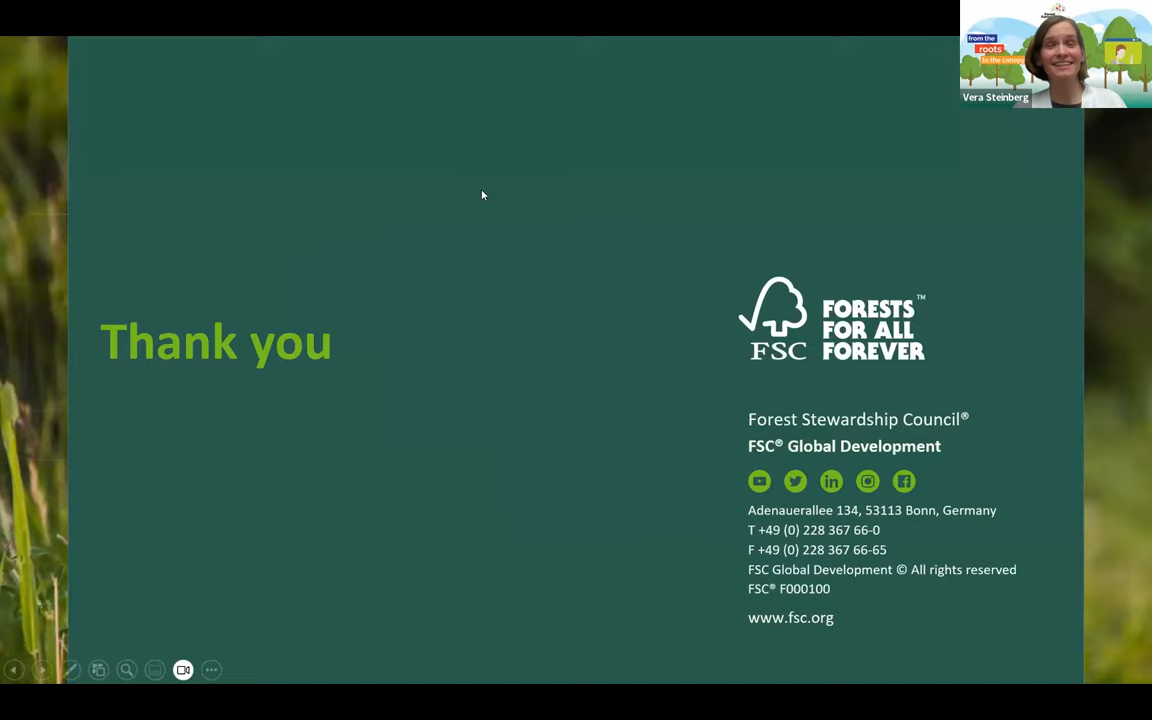 from the
roots
to the canopy
Vera Steinberg
Thank you
FSC
FORESTS™
FOR ALL
FOREVER
Forest Stewardship Council®
FSC® Global Development
Adenauerallee 134, 53113 Bonn, Germany
T +49 (0) 228 367 66-0
F +49 (0) 228 367 66-65
FSC Global Development © All rights reserved
FSC® F000100
www.fsc.org